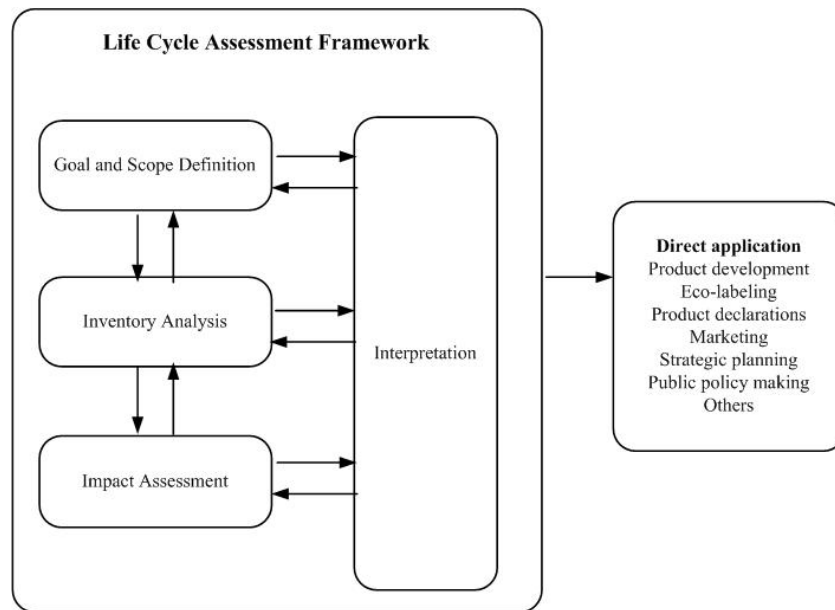 Life Cycle Assessment Framework
Goal and Scope Definition
Inventory Analysis
Impact Assessment
Interpretation
Direct application
Product development
Eco-labeling
Product declarations
Marketing
Strategic planning
Public policy making
Others